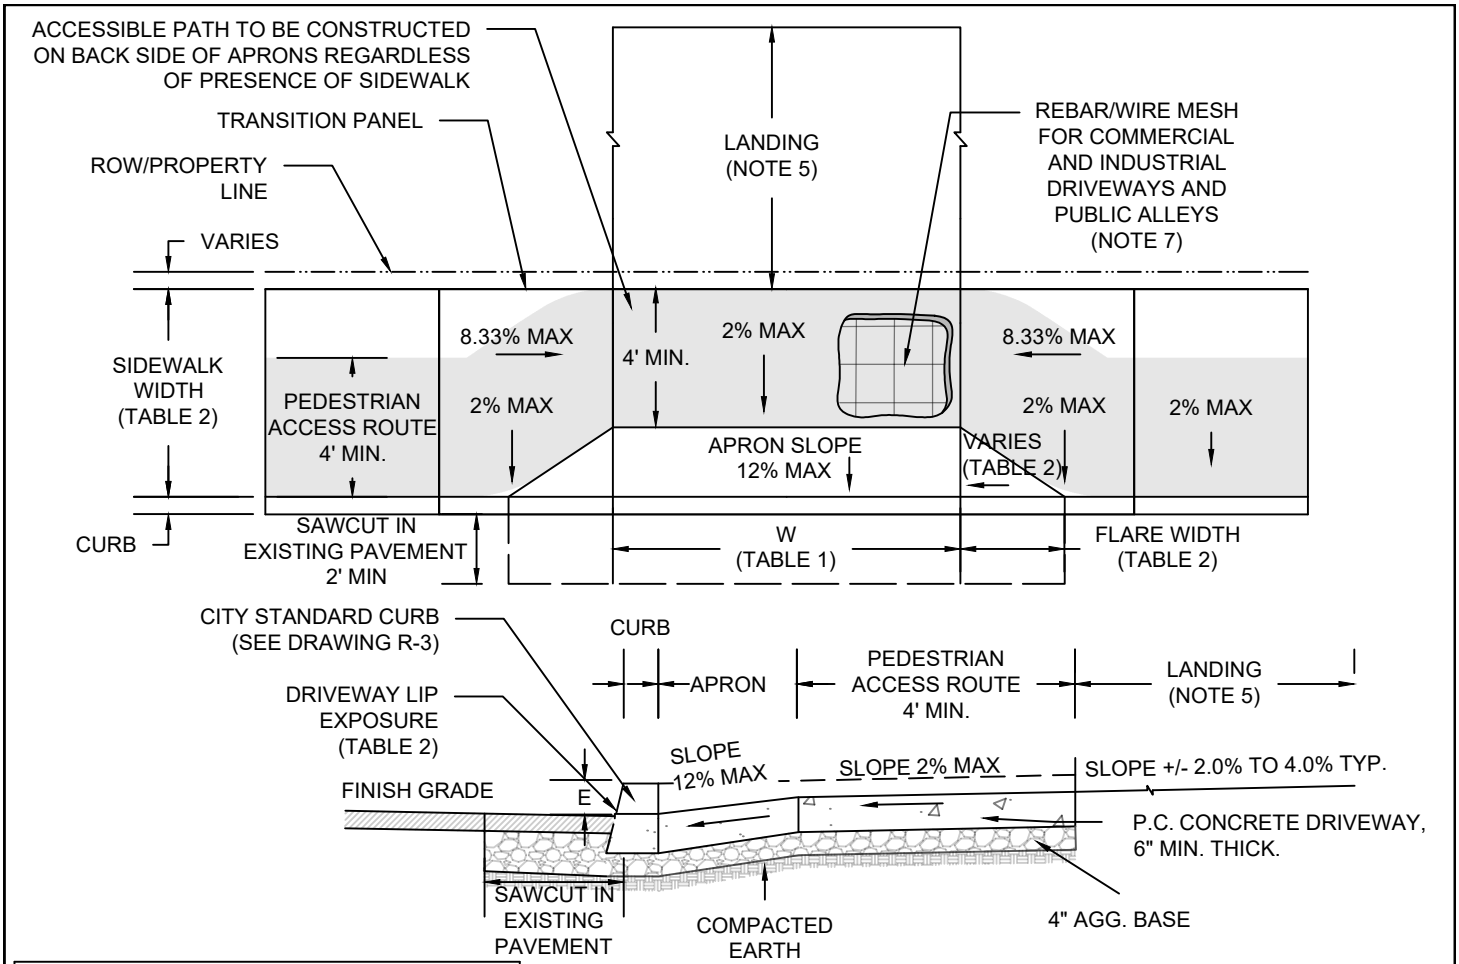 ACCESSIBLE PATH TO BE CONSTRUCTED
ON BACK SIDE OF APRONS REGARDLESS
OF PRESENCE OF SIDEWALK
TRANSITION PANEL
ROW/PROPERTY
LINE
VARIES
LANDING
(NOTE 5)
REBAR/WIRE MESH
FOR COMMERCIAL
AND INDUSTRIAL
DRIVEWAYS AND
PUBLIC ALLEYS
(NOTE 7)
SIDEWALK
WIDTH
(TABLE 2)
PEDESTRIAN
ACCESS ROUTE
4' MIN.
8.33% MAX
2% MAX
4' MIN.
2% MAX
8.33% MAX
2% MAX
2% MAX
APRON SLOPE
12% MAX
VARIES
(TABLE 2)
CURB
SAWCUT IN
EXISTING PAVEMENT
2' MIN
W
(TABLE 1)
FLARE WIDTH
(TABLE 2)
CITY STANDARD CURB
(SEE DRAWING R-3)
DRIVEWAY LIP
EXPOSURE
(TABLE 2)
FINISH GRADE
CURB
APRON
PEDESTRIAN
ACCESS ROUTE
4' MIN.
LANDING
(NOTE 5)
E
SLOPE
12% MAX
SLOPE 2% MAX
SLOPE +/- 2.0% TO 4.0% TYP.
P.C. CONCRETE DRIVEWAY,
6" MIN. THICK.
SAWCUT IN
EXISTING
PAVEMENT
COMPACTED
EARTH
4" AGG. BASE